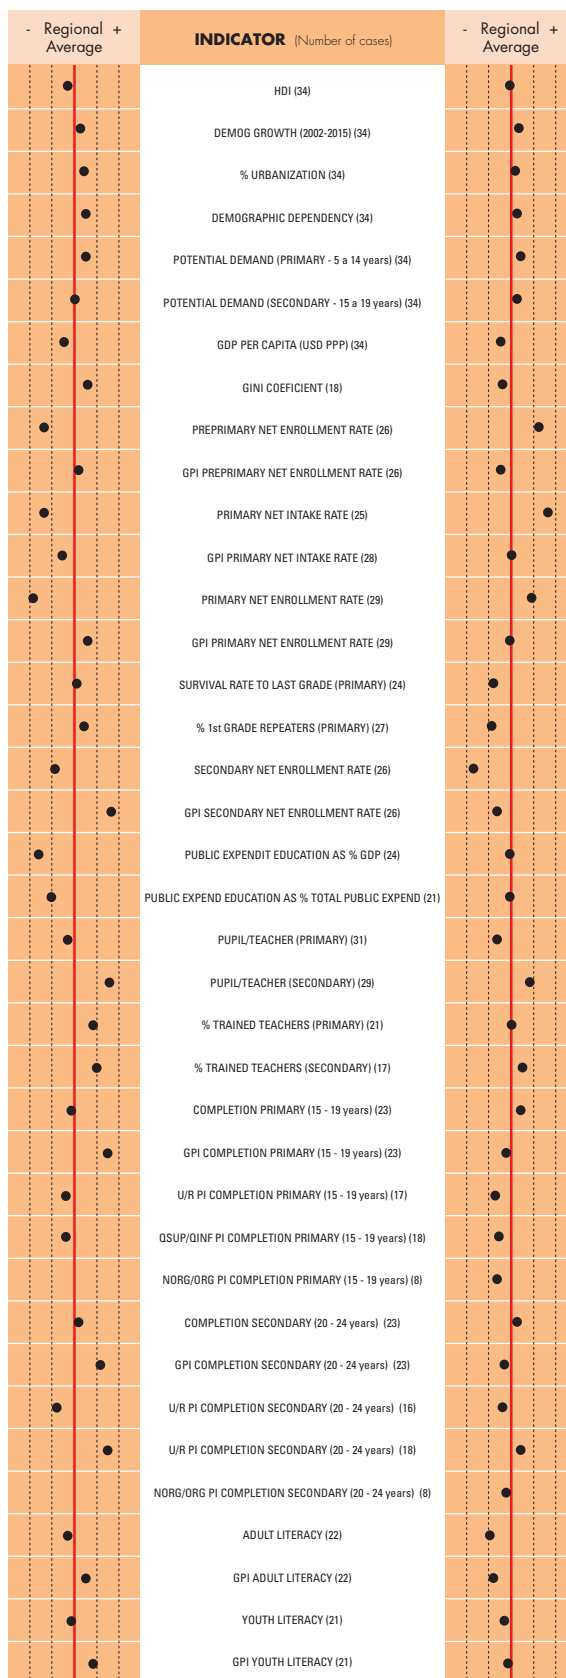 - Regional +
Average
INDICATOR (Number of cases)
- Regional +
Average
HDI (34)
DEMOG GROWTH (2002-2015) (34)
% URBANIZATION (34)
DEMOGRAPHIC DEPENDENCY (34)
POTENTIAL DEMAND (PRIMARY - 5 a 14 years) (34)
POTENTIAL DEMAND (SECONDARY - 15 a 19 years) (34)
GDP PER CAPITA (USD PPP) (34)
GINI COEFICIENT (18)
PREPRIMARY NET ENROLLMENT RATE (26)
GPI PREPRIMARY NET ENROLLMENT RATE (26)
PRIMARY NET INTAKE RATE (25)
GPI PRIMARY NET INTAKE RATE (28)
PRIMARY NET ENROLLMENT RATE (29)
GPI PRIMARY NET ENROLLMENT RATE (29)
SURVIVAL RATE TO LAST GRADE (PRIMARY) (24)
% 1st GRADE REPEATERS (PRIMARY) (27)
SECONDARY NET ENROLLMENT RATE (26)
GPI SECONDARY NET ENROLLMENT RATE (26)
PUBLIC EXPENDIT EDUCATION AS % GDP (24)
PUBLIC EXPEND EDUCATION AS % TOTAL PUBLIC EXPEND (21)
PUPIL/TEACHER (PRIMARY) (31)
PUPIL/TEACHER (SECONDARY) (29)
% TRAINED TEACHERS (PRIMARY) (21)
% TRAINED TEACHERS (SECONDARY) (17)
COMPLETION PRIMARY (15 - 19 years) (23)
GPI COMPLETION PRIMARY (15 - 19 years) (23)
U/R PI COMPLETION PRIMARY (15 - 19 years) (17)
QSUP/QINF PI COMPLETION PRIMARY (15 - 19 years) (18)
NORG/ORG PI COMPLETION PRIMARY (15 - 19 years) (8)
COMPLETION SECONDARY (20 - 24 years) (23)
GPI COMPLETION SECONDARY (20 - 24 years) (23)
U/R PI COMPLETION SECONDARY (20 - 24 years) (16)
U/R PI COMPLETION SECONDARY (20 - 24 years) (18)
NORG/ORG PI COMPLETION SECONDARY (20 - 24 years) (8)
ADULT LITERACY (22)
GPI ADULT LITERACY (22)
YOUTH LITERACY (21)
GPI YOUTH LITERACY (21)